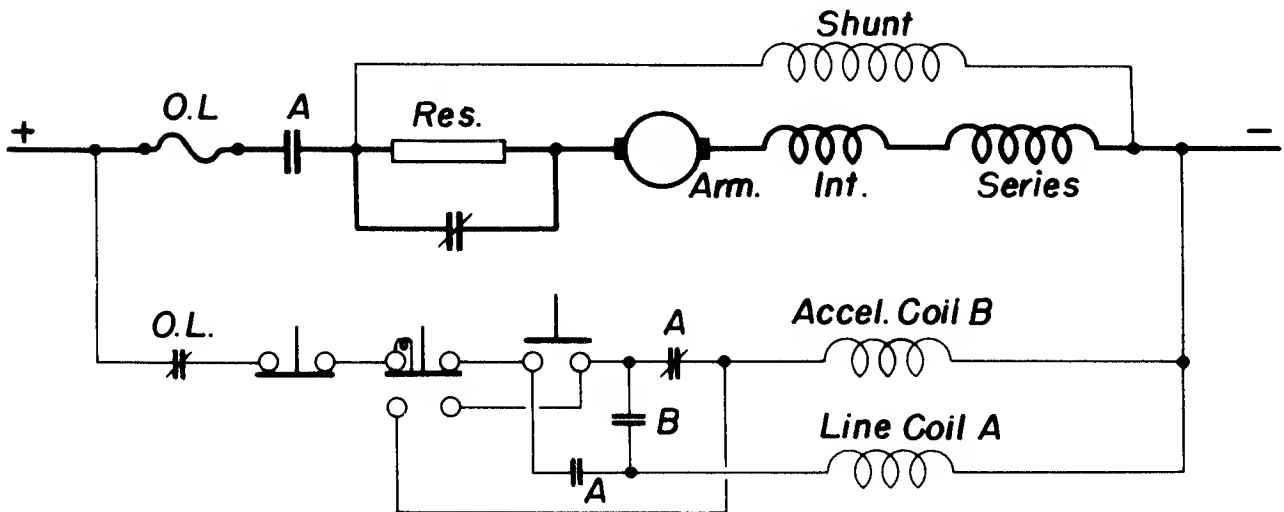 Shunt
O.L
A
Res.
+
−
Arm.
Int.
Series
O.L.
A
Accel. Coil B
B
Line Coil A
A